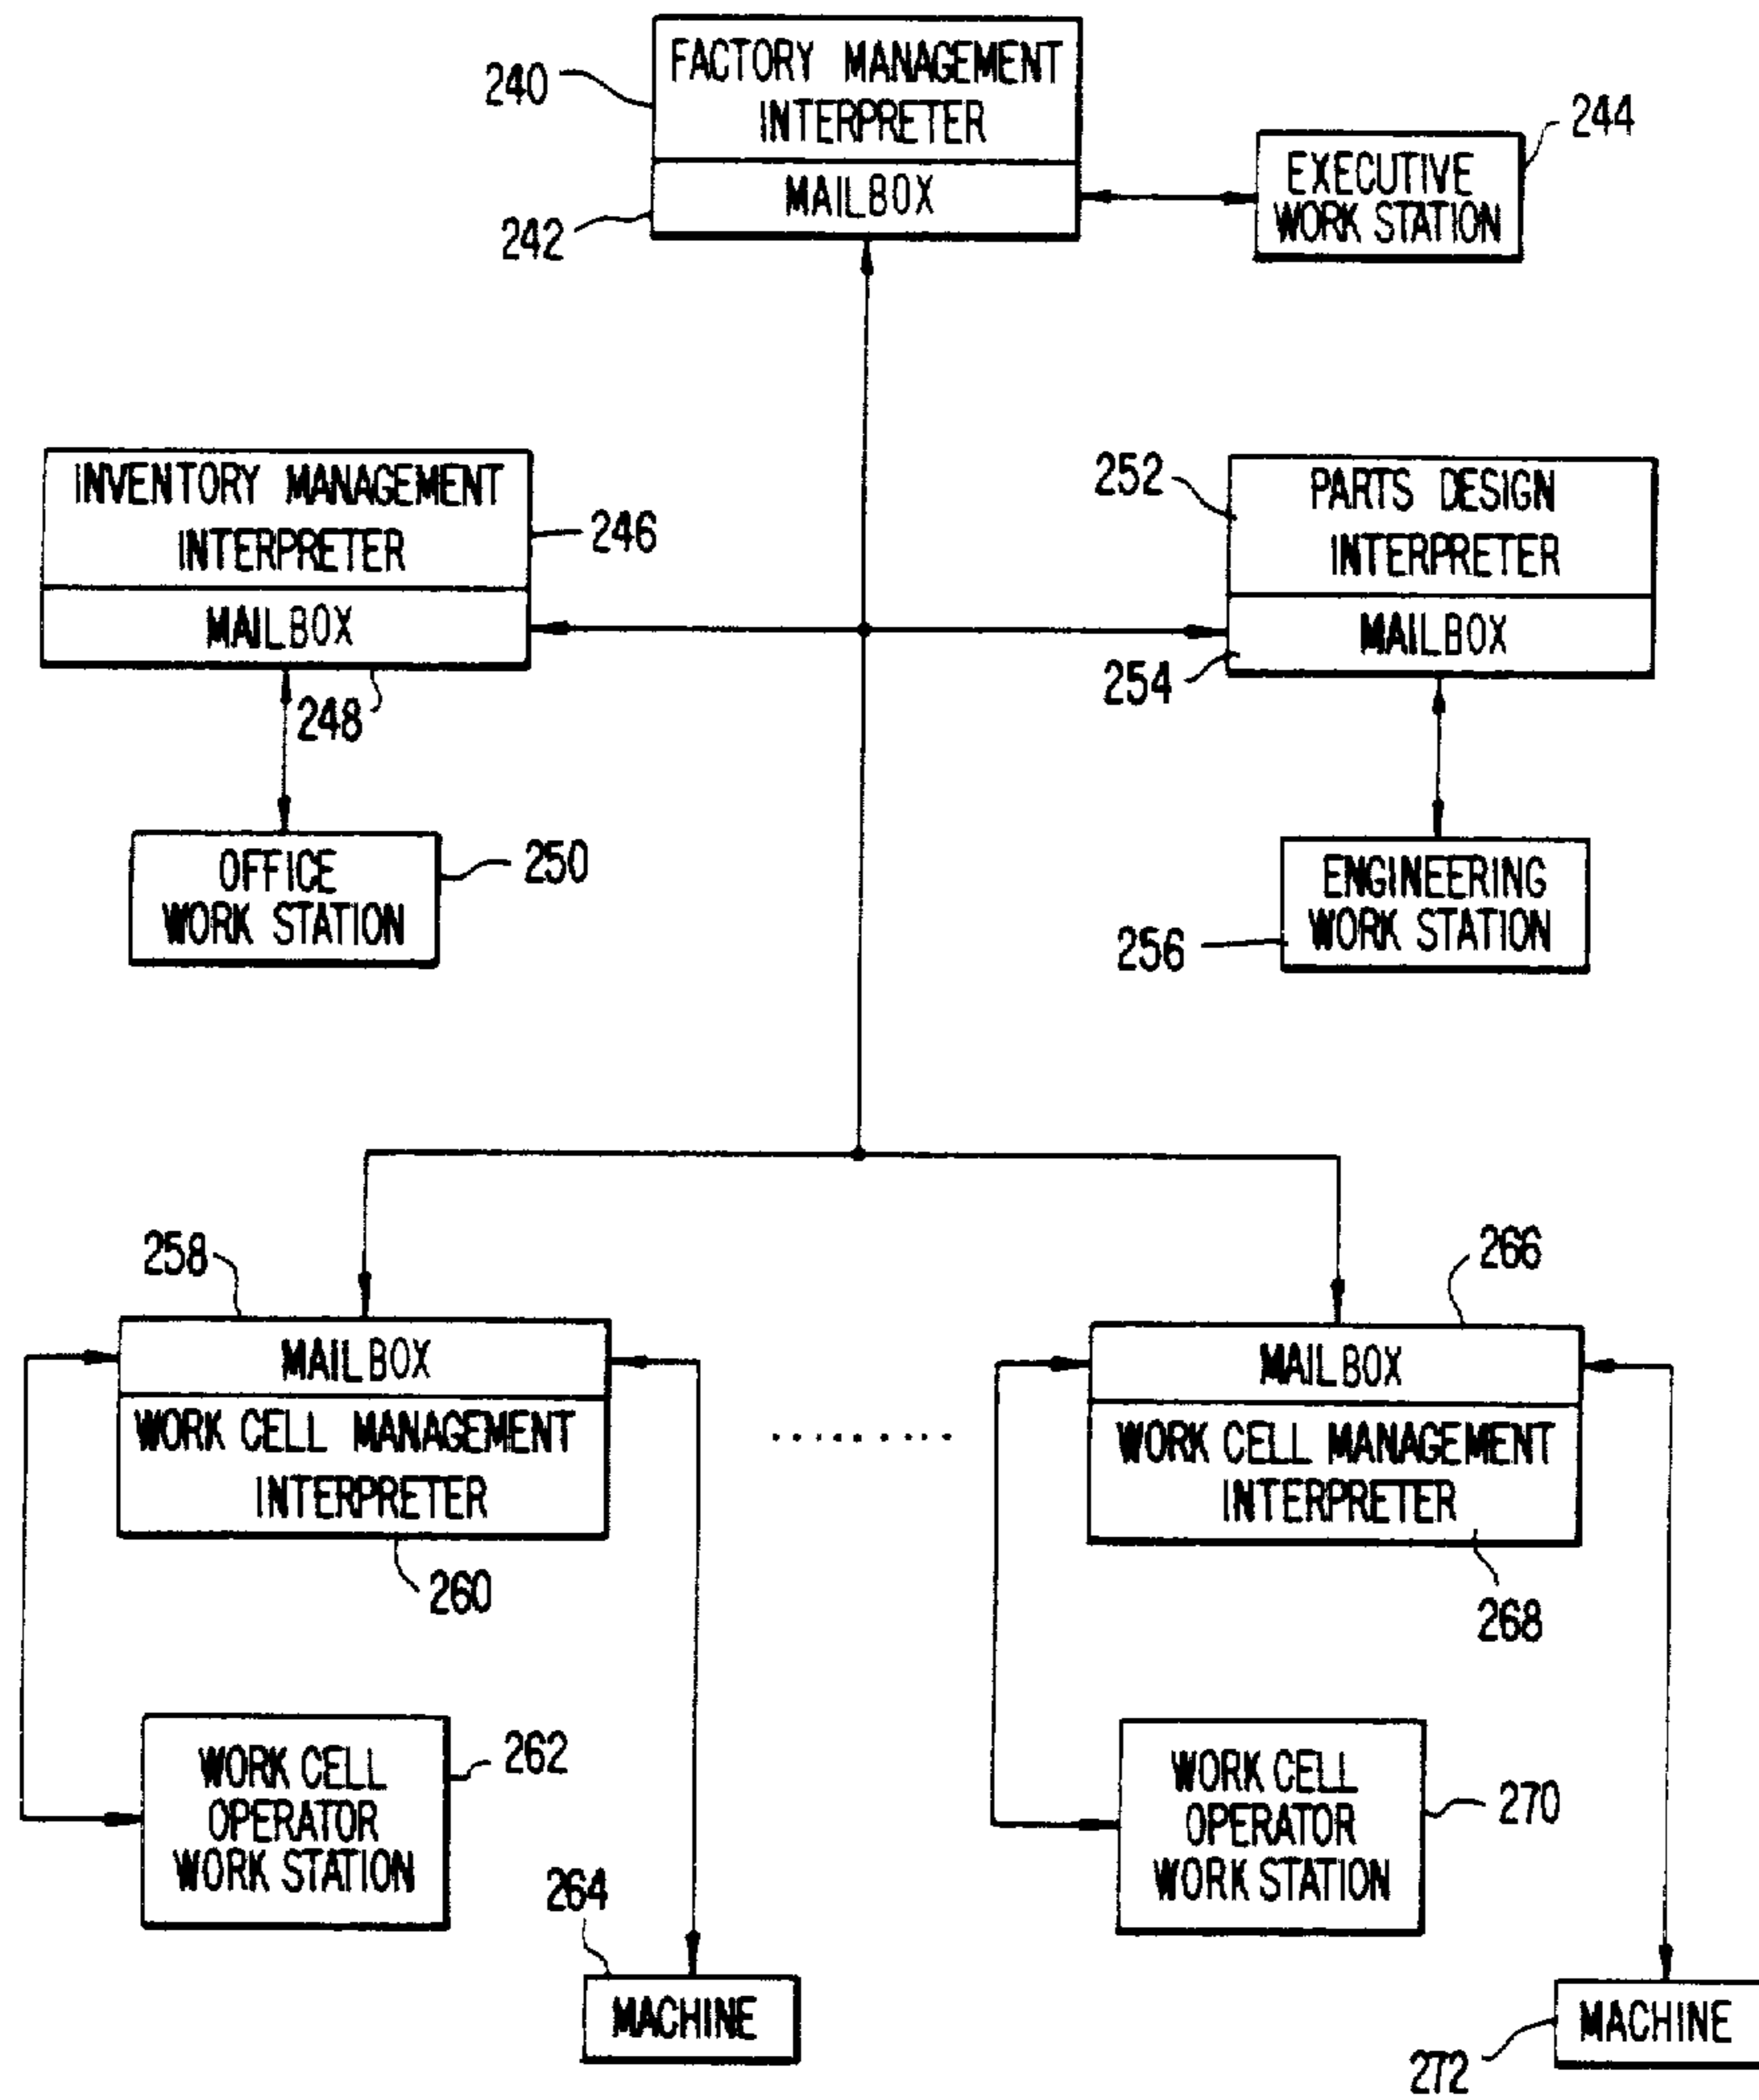 FACTORY MANAGEMENT
INTERPRETER
240
MAILBOX
242
EXECUTIVE
WORK STATION
244
INVENTORY MANAGEMENT
INTERPRETER
246
MAILBOX
248
OFFICE
WORK STATION
250
252
PARTS DESIGN
INTERPRETER
254
MAILBOX
ENGINEERING
WORK STATION
256
258
MAILBOX
WORK CELL MANAGEMENT
INTERPRETER
260
WORK CELL
OPERATOR
WORK STATION
262
264
MACHINE
..........
266
MAILBOX
WORK CELL MANAGEMENT
INTERPRETER
268
WORK CELL
OPERATOR
WORK STATION
270
MACHINE
272